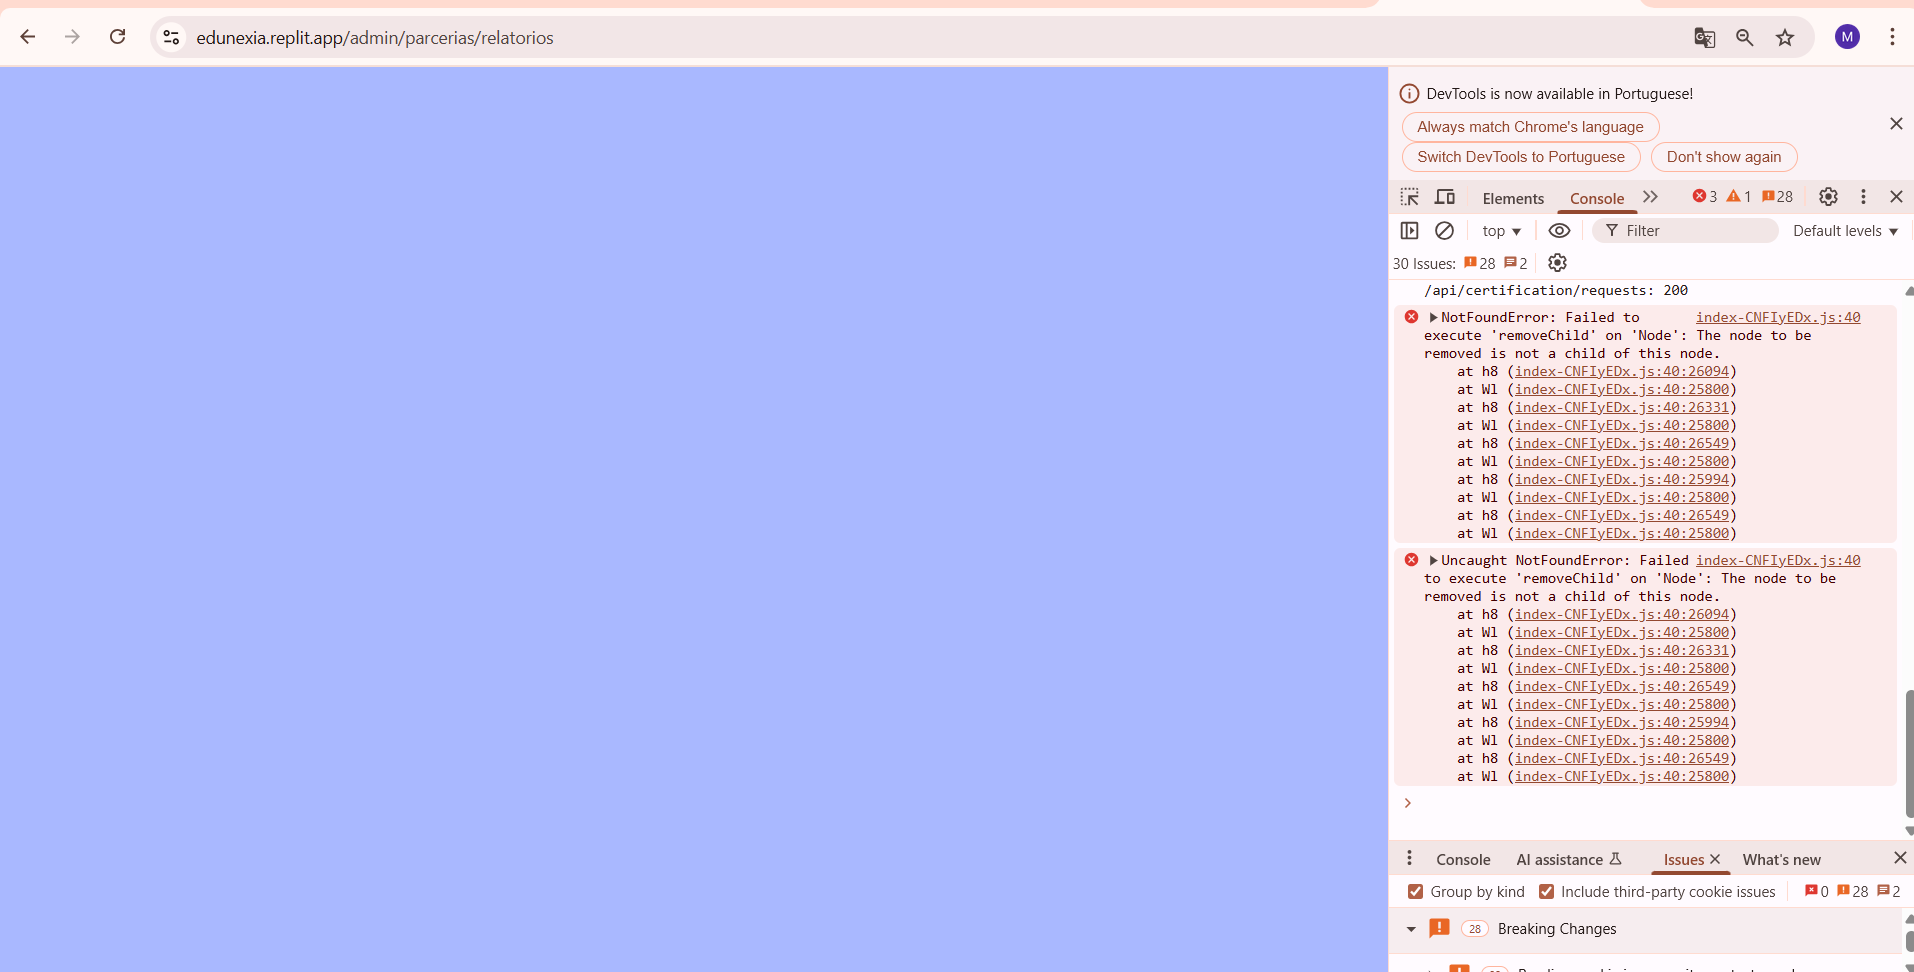 edunexia.replit.app/admin/parcerias/relatorios
M
DevTools is now available in Portuguese!
Always match Chrome's language
Switch DevTools to Portuguese
Don't show again
Elements
Console
3
1
28
top
Filter
Default levels
30 Issues:
28
2
/api/certification/requests: 200
NotFoundError: Failed to index-CNFIyEDx.js:40
execute 'removeChild' on 'Node': The node to be
removed is not a child of this node.
at h8 (index-CNFIyEDx.js:40:26094)
at Wl (index-CNFIyEDx.js:40:25800)
at h8 (index-CNFIyEDx.js:40:26331)
at Wl (index-CNFIyEDx.js:40:25800)
at h8 (index-CNFIyEDx.js:40:26549)
at Wl (index-CNFIyEDx.js:40:25800)
at h8 (index-CNFIyEDx.js:40:25994)
at Wl (index-CNFIyEDx.js:40:25800)
at h8 (index-CNFIyEDx.js:40:26549)
at Wl (index-CNFIyEDx.js:40:25800)
Uncaught NotFoundError: Failed index-CNFIyEDx.js:40
to execute 'removeChild' on 'Node': The node to be
removed is not a child of this node.
at h8 (index-CNFIyEDx.js:40:26094)
at Wl (index-CNFIyEDx.js:40:25800)
at h8 (index-CNFIyEDx.js:40:26331)
at Wl (index-CNFIyEDx.js:40:25800)
at h8 (index-CNFIyEDx.js:40:26549)
at Wl (index-CNFIyEDx.js:40:25800)
at h8 (index-CNFIyEDx.js:40:25994)
at Wl (index-CNFIyEDx.js:40:25800)
at h8 (index-CNFIyEDx.js:40:26549)
at Wl (index-CNFIyEDx.js:40:25800)
Console
AI assistance
Issues
What's new
Group by kind
Include third-party cookie issues
0
28
2
28
Breaking Changes